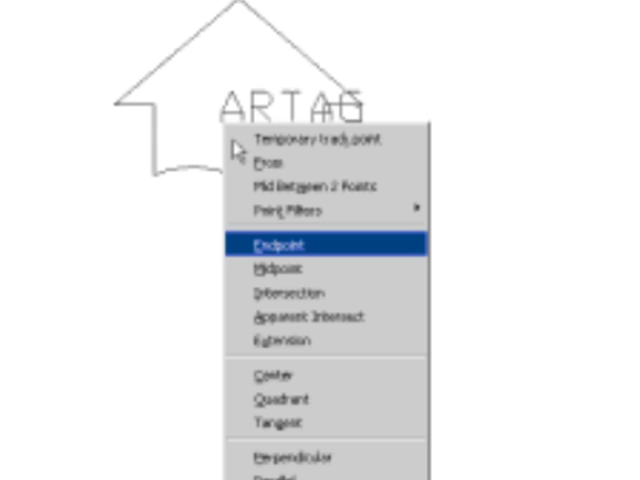 ARTAG
Temporary track point
From
Mid Between 2 Points
Point Filters
Endpoint
Midpoint
Intersection
Apparent Intersect
Extension
Center
Quadrant
Tangent
Perpendicular
Parallel